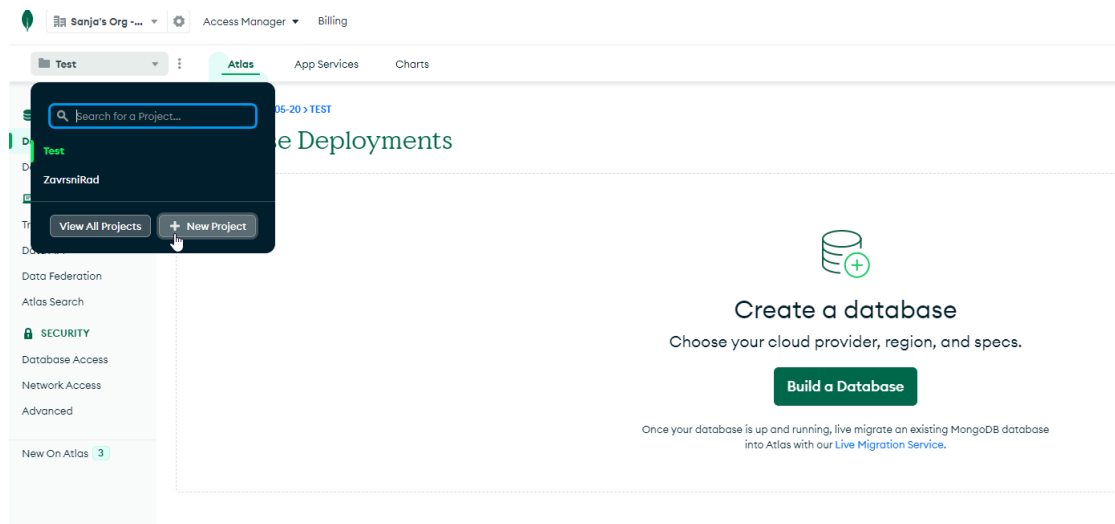 Sanja's Org -...
Access Manager
Billing
Test
Atlas
App Services
Charts
Search for a Project...
05-20 > TEST
e Deployments
Test
ZavrsniRad
View All Projects
+ New Project
Data Federation
Atlas Search
SECURITY
Database Access
Network Access
Advanced
New On Atlas 3
Create a database
Choose your cloud provider, region, and specs.
Build a Database
Once your database is up and running, live migrate an existing MongoDB database
into Atlas with our Live Migration Service.